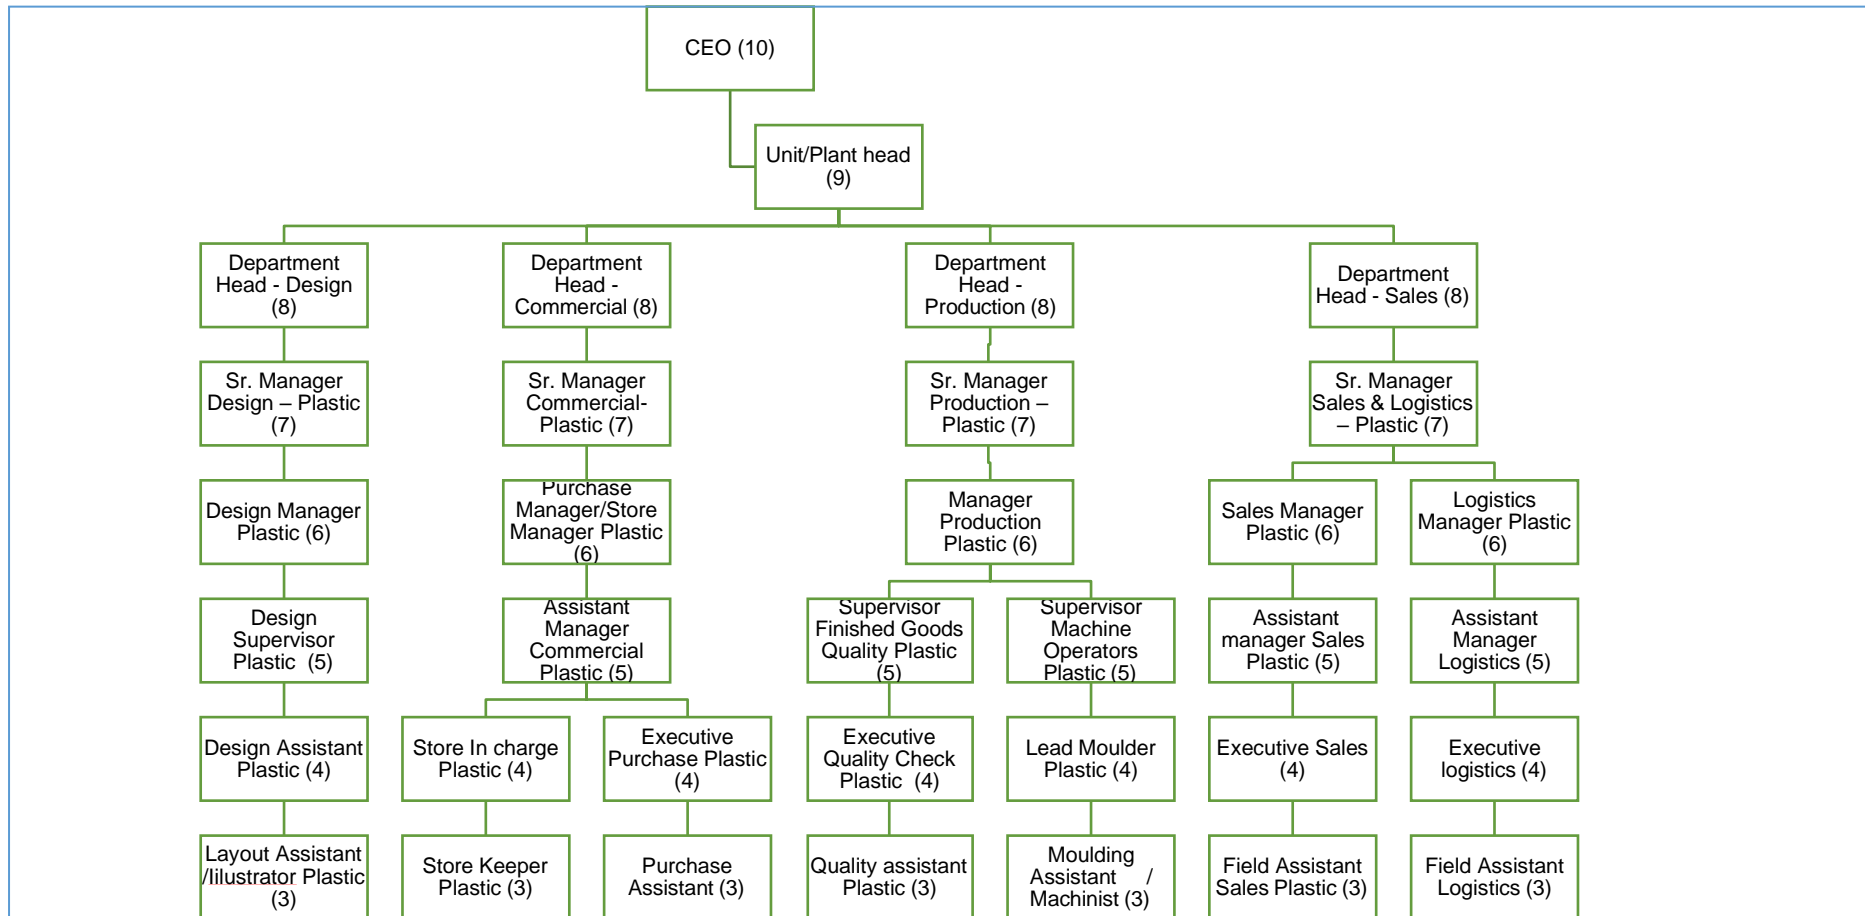 CEO (10)
Unit/Plant head
(9)
Department
Head - Design
(8)
Department
Head -
Commercial (8)
Department
Head -
Production (8)
Department
Head - Sales (8)
Sr. Manager
Design – Plastic
(7)
Sr. Manager
Commercial-
Plastic (7)
Sr. Manager
Production –
Plastic (7)
Sr. Manager
Sales & Logistics
– Plastic (7)
Design Manager
Plastic (6)
Purchase
Manager/Store
Manager Plastic
(6)
Manager
Production
Plastic (6)
Sales Manager
Plastic (6)
Logistics
Manager Plastic
(6)
Design
Supervisor
Plastic (5)
Assistant
Manager
Commercial
Plastic (5)
Supervisor
Finished Goods
Quality Plastic
(5)
Supervisor
Machine
Operators
Plastic (5)
Assistant
manager Sales
Plastic (5)
Assistant
Manager
Logistics (5)
Design Assistant
Plastic (4)
Store In charge
Plastic (4)
Executive
Purchase Plastic
(4)
Executive
Quality Check
Plastic (4)
Lead Moulder
Plastic (4)
Executive Sales
(4)
Executive
logistics (4)
Layout Assistant
/Iilustrator Plastic
(3)
Store Keeper
Plastic (3)
Purchase
Assistant (3)
Quality assistant
Plastic (3)
Moulding
Assistant /
Machinist (3)
Field Assistant
Sales Plastic (3)
Field Assistant
Logistics (3)